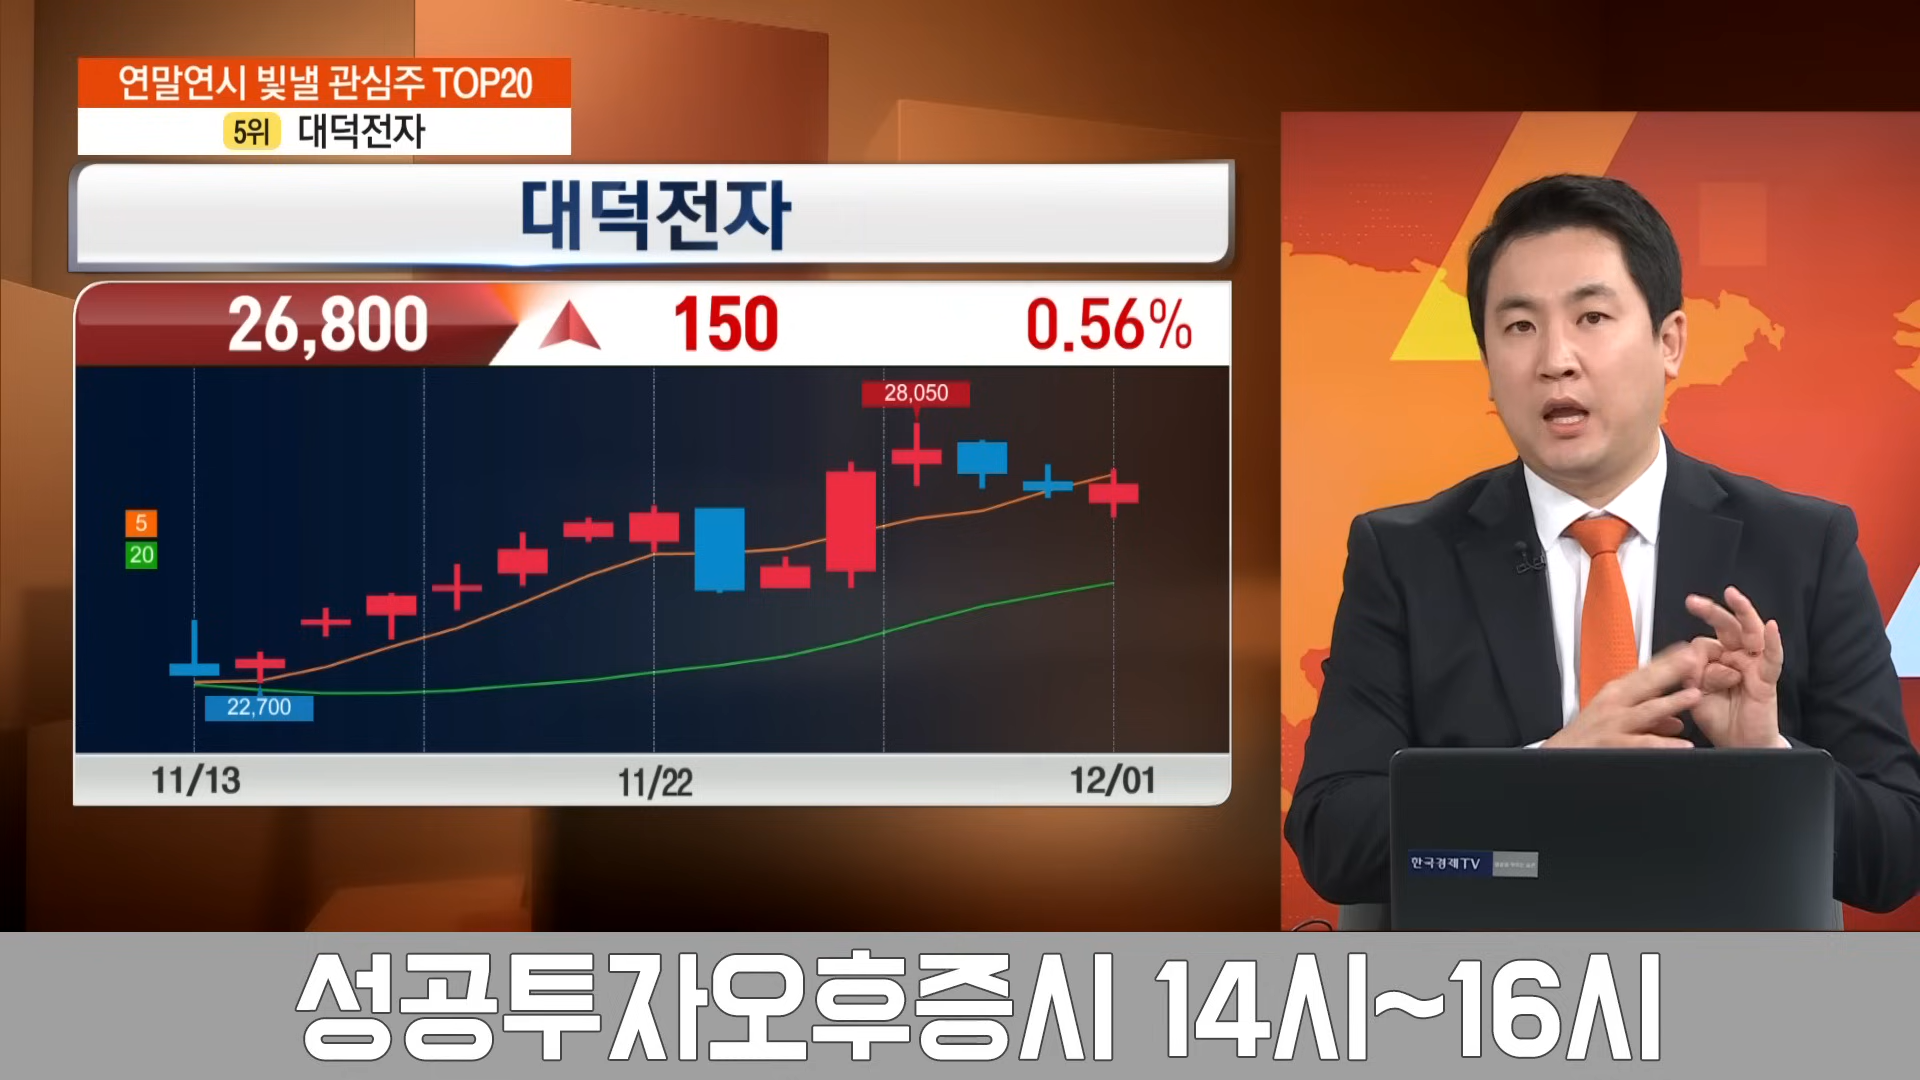 연말연시 빛낼 관심주 TOP20
5위 대덕전자
대덕전자
26,800 150 0.56%
28,050
5
20
22,700
11/13 11/22 12/01
한국경제TV
성공투자오후증시 14시~16시